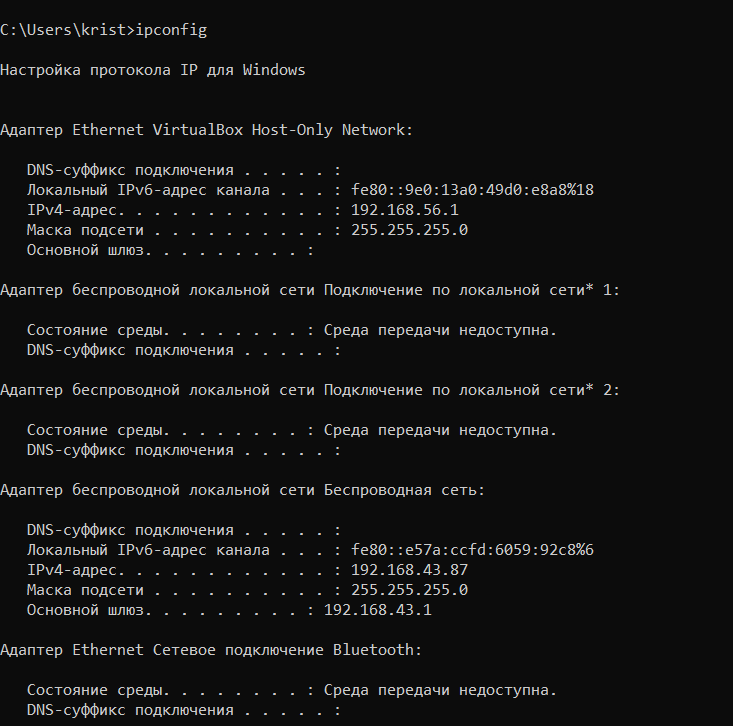 C:\Users\krist>ipconfig
Настройка протокола IP для Windows
Адаптер Ethernet VirtualBox Host-Only Network:
DNS-суффикс подключения . . . . . :
Локальный IPv6-адрес канала . . . : fe80::9e0:13a0:49d0:e8a8%18
IPv4-адрес. . . . . . . . . . . . : 192.168.56.1
Маска подсети . . . . . . . . . . : 255.255.255.0
Основной шлюз. . . . . . . . . :
Адаптер беспроводной локальной сети Подключение по локальной сети* 1:
Состояние среды. . . . . . . . : Среда передачи недоступна.
DNS-суффикс подключения . . . . . :
Адаптер беспроводной локальной сети Подключение по локальной сети* 2:
Состояние среды. . . . . . . . : Среда передачи недоступна.
DNS-суффикс подключения . . . . . :
Адаптер беспроводной локальной сети Беспроводная сеть:
DNS-суффикс подключения . . . . . :
Локальный IPv6-адрес канала . . . : fe80::e57a:ccfd:6059:92c8%6
IPv4-адрес. . . . . . . . . . . . : 192.168.43.87
Маска подсети . . . . . . . . . . : 255.255.255.0
Основной шлюз. . . . . . . . . : 192.168.43.1
Адаптер Ethernet Сетевое подключение Bluetooth:
Состояние среды. . . . . . . . : Среда передачи недоступна.
DNS-суффикс подключения . . . . . :